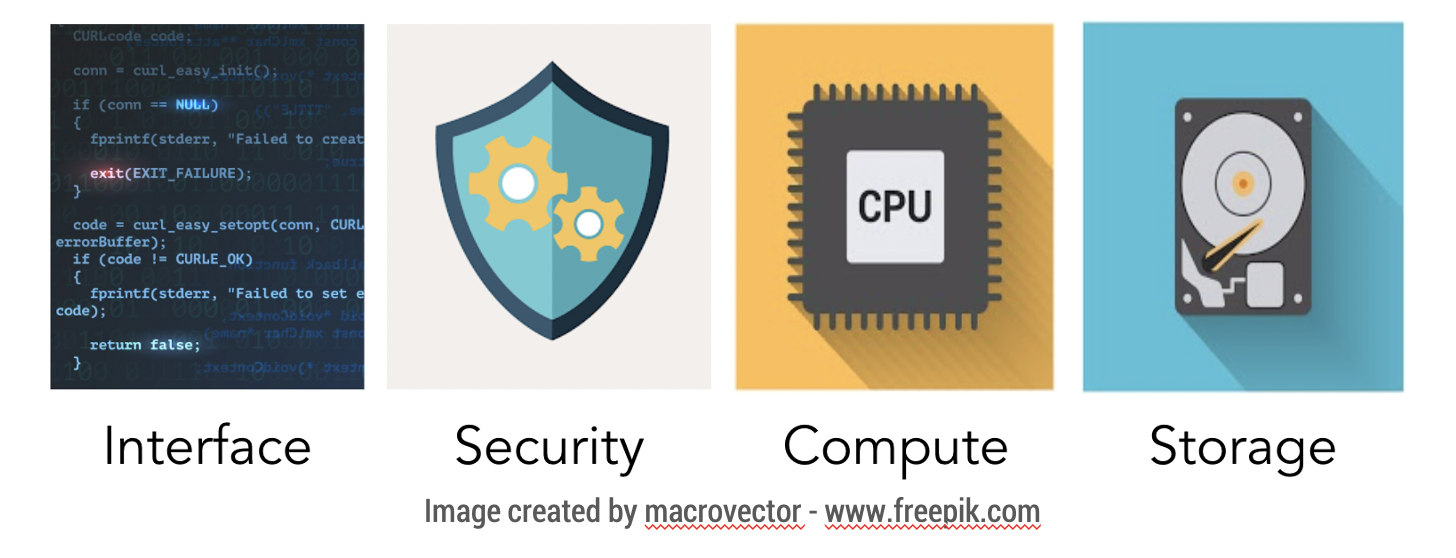 CURLcode code;
conn = curl_easy_init();
if (conn == NULL)
{
fprintf(stderr, "Failed to creat
exit(EXIT_FAILURE);
}
code = curl_easy_setopt(conn, CURL
errorBuffer);
if (code != CURLE_OK)
{
fprintf(stderr, "Failed to set e
code);
return false;
}
CPU
Interface
Security
Compute
Storage
Image created by macrovector - www.freepik.com